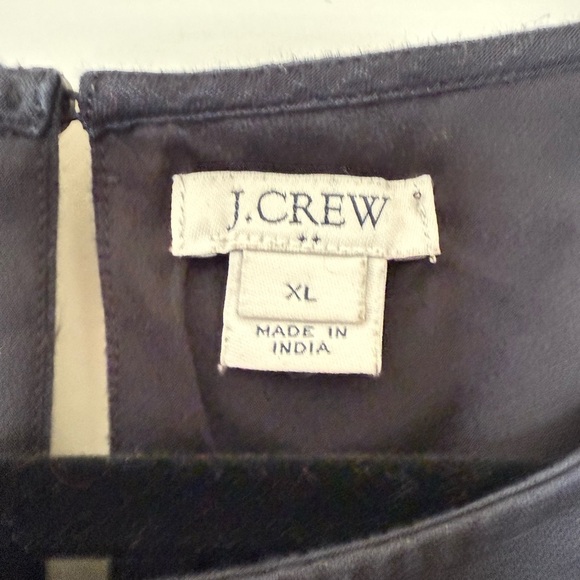 J.CREW
++
XL
MADE IN
INDIA